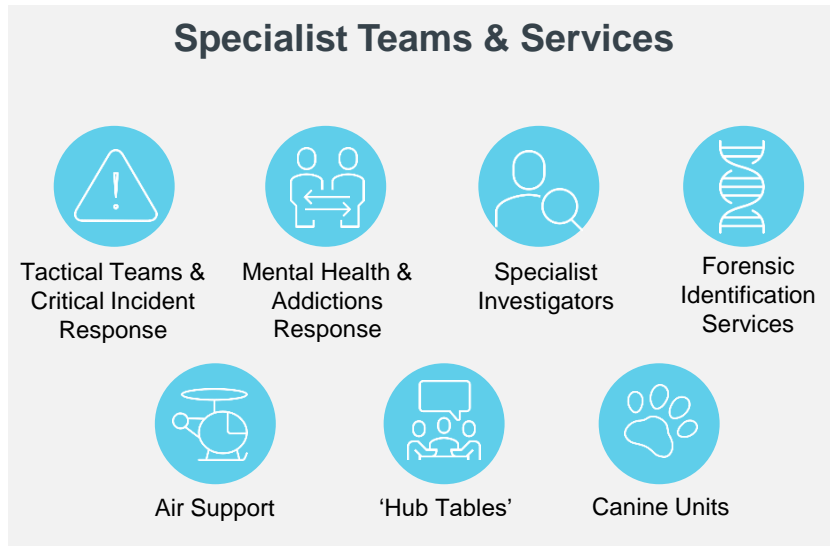 Specialist Teams & Services
Tactical Teams &
Critical Incident
Response
Mental Health &
Addictions
Response
Specialist
Investigators
Forensic
Identification
Services
Air Support
‘Hub Tables’
Canine Units